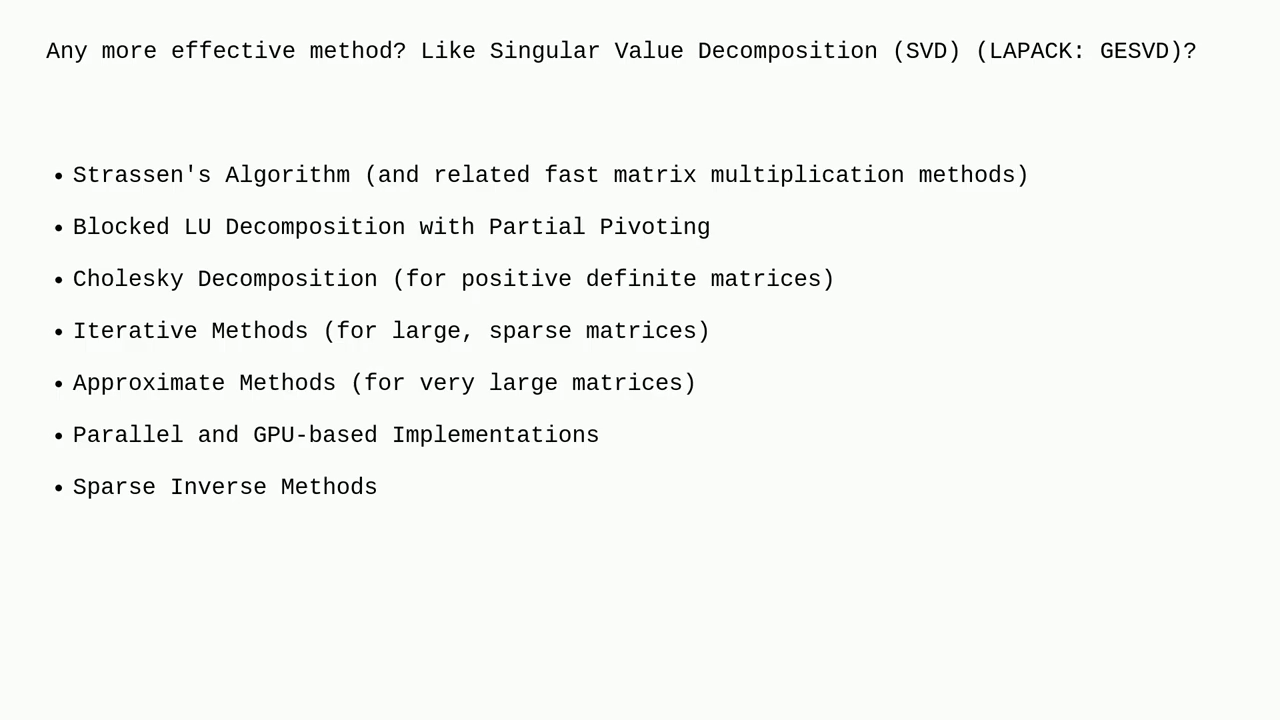 Any more effective method? Like Singular Value Decomposition (SVD) (LAPACK: GESVD)?
• Strassen's Algorithm (and related fast matrix multiplication methods)
• Blocked LU Decomposition with Partial Pivoting
• Cholesky Decomposition (for positive definite matrices)
• Iterative Methods (for large, sparse matrices)
• Approximate Methods (for very large matrices)
• Parallel and GPU-based Implementations
• Sparse Inverse Methods